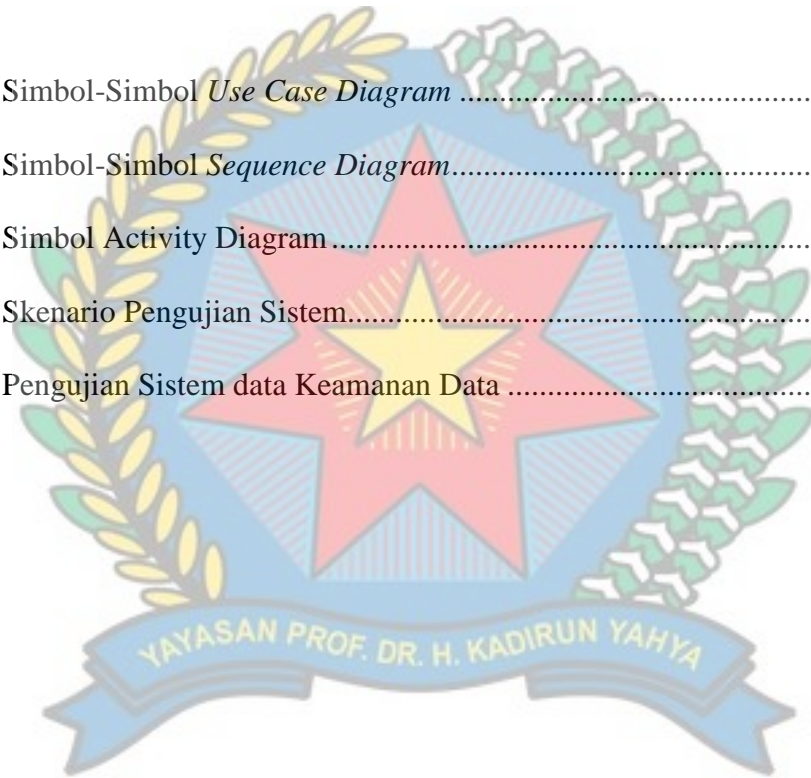 Simbol-Simbol Use Case Diagram ........................................
Simbol-Simbol Sequence Diagram........................................
Simbol Activity Diagram........................................................
Skenario Pengujian Sistem.....................................................
Pengujian Sistem data Keamanan Data ...................................
YAYASAN PROF. DR. H. KADIRUN YAHYA